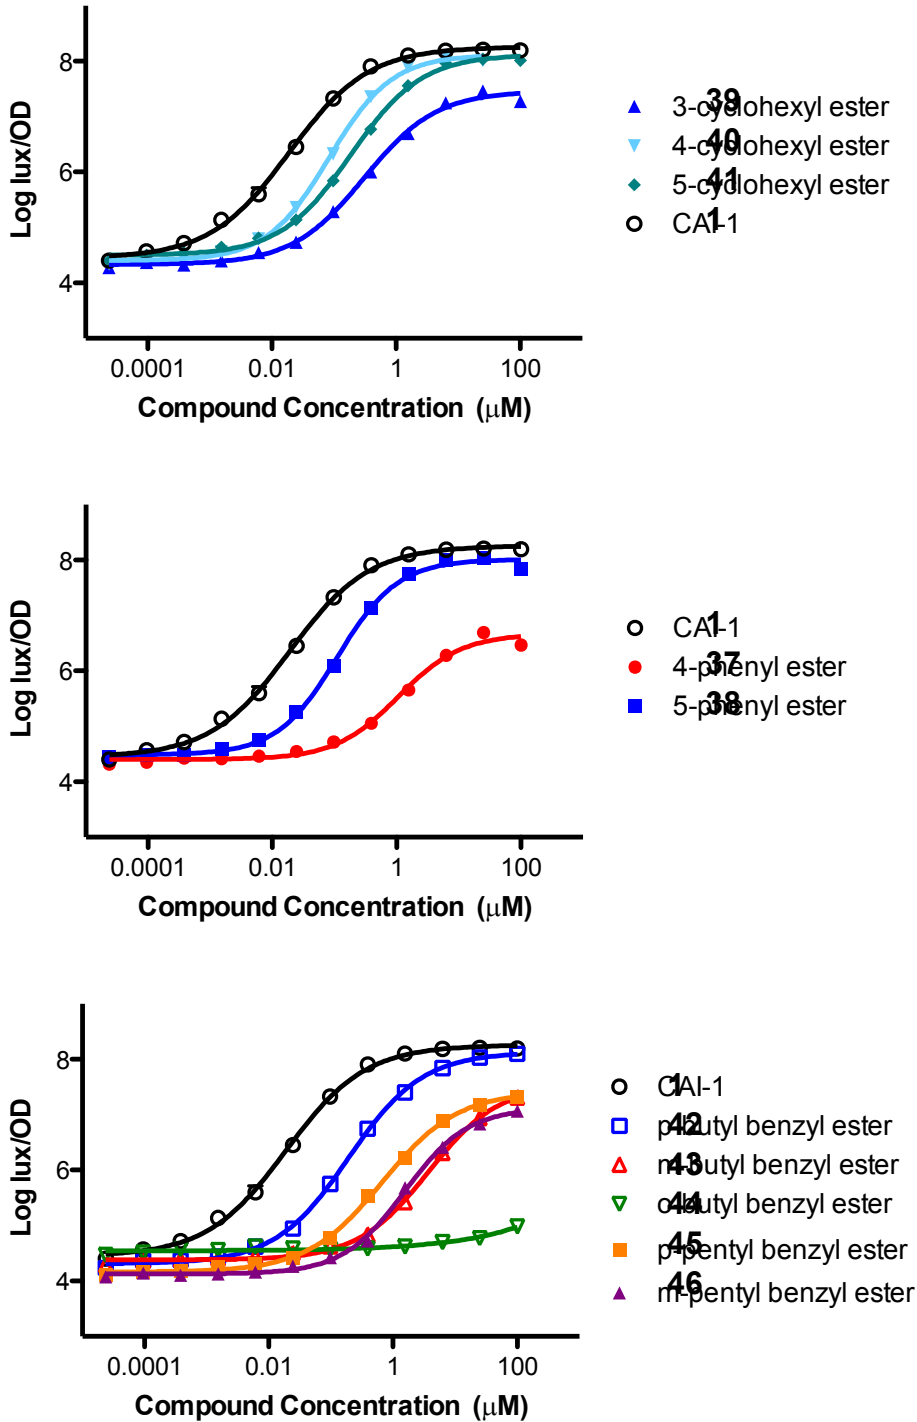 8
6
4
Log lux/OD
0.0001 0.01 1 100
Compound Concentration (μM)
39
3-cyclohexyl ester
40
4-cyclohexyl ester
41
5-cyclohexyl ester
1
CAI-1
8
6
4
Log lux/OD
0.0001 0.01 1 100
Compound Concentration (μM)
1
CAI-1
37
4-phenyl ester
38
5-phenyl ester
8
6
4
Log lux/OD
0.0001 0.01 1 100
Compound Concentration (μM)
1
CAI-1
42
p-butyl benzyl ester
43
m-butyl benzyl ester
44
o-butyl benzyl ester
45
p-pentyl benzyl ester
46
m-pentyl benzyl ester